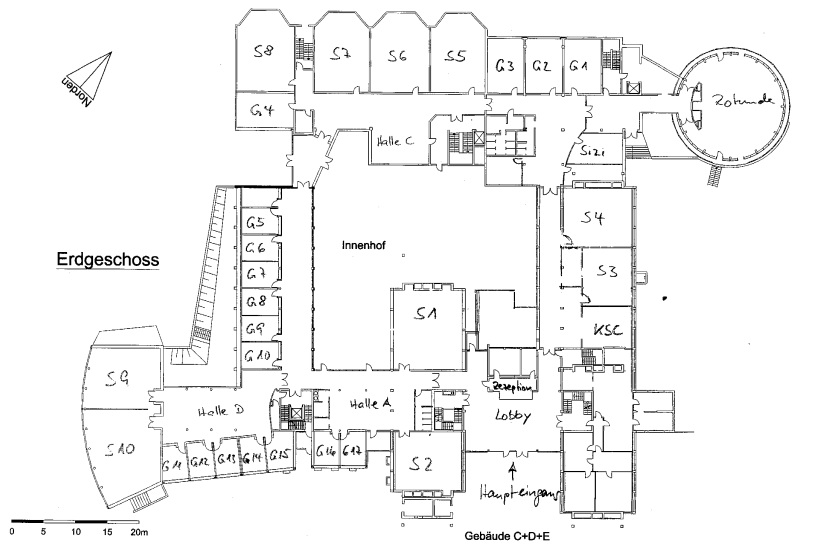 S8
S7
S6
S5
G3
G2
G1
Rotunde
G4
Halle C
Sizi
Norden
S4
G5
Innenhof
G6
Erdgeschoss
G7
S3
G8
S1
G9
KSC
G10
S9
Rezeption
Halle D
Halle A
Lobby
S10
G11
G12
G13
G14
G15
G16
G17
S2
Haupteingang
0 5 10 15 20m
Gebäude C+D+E